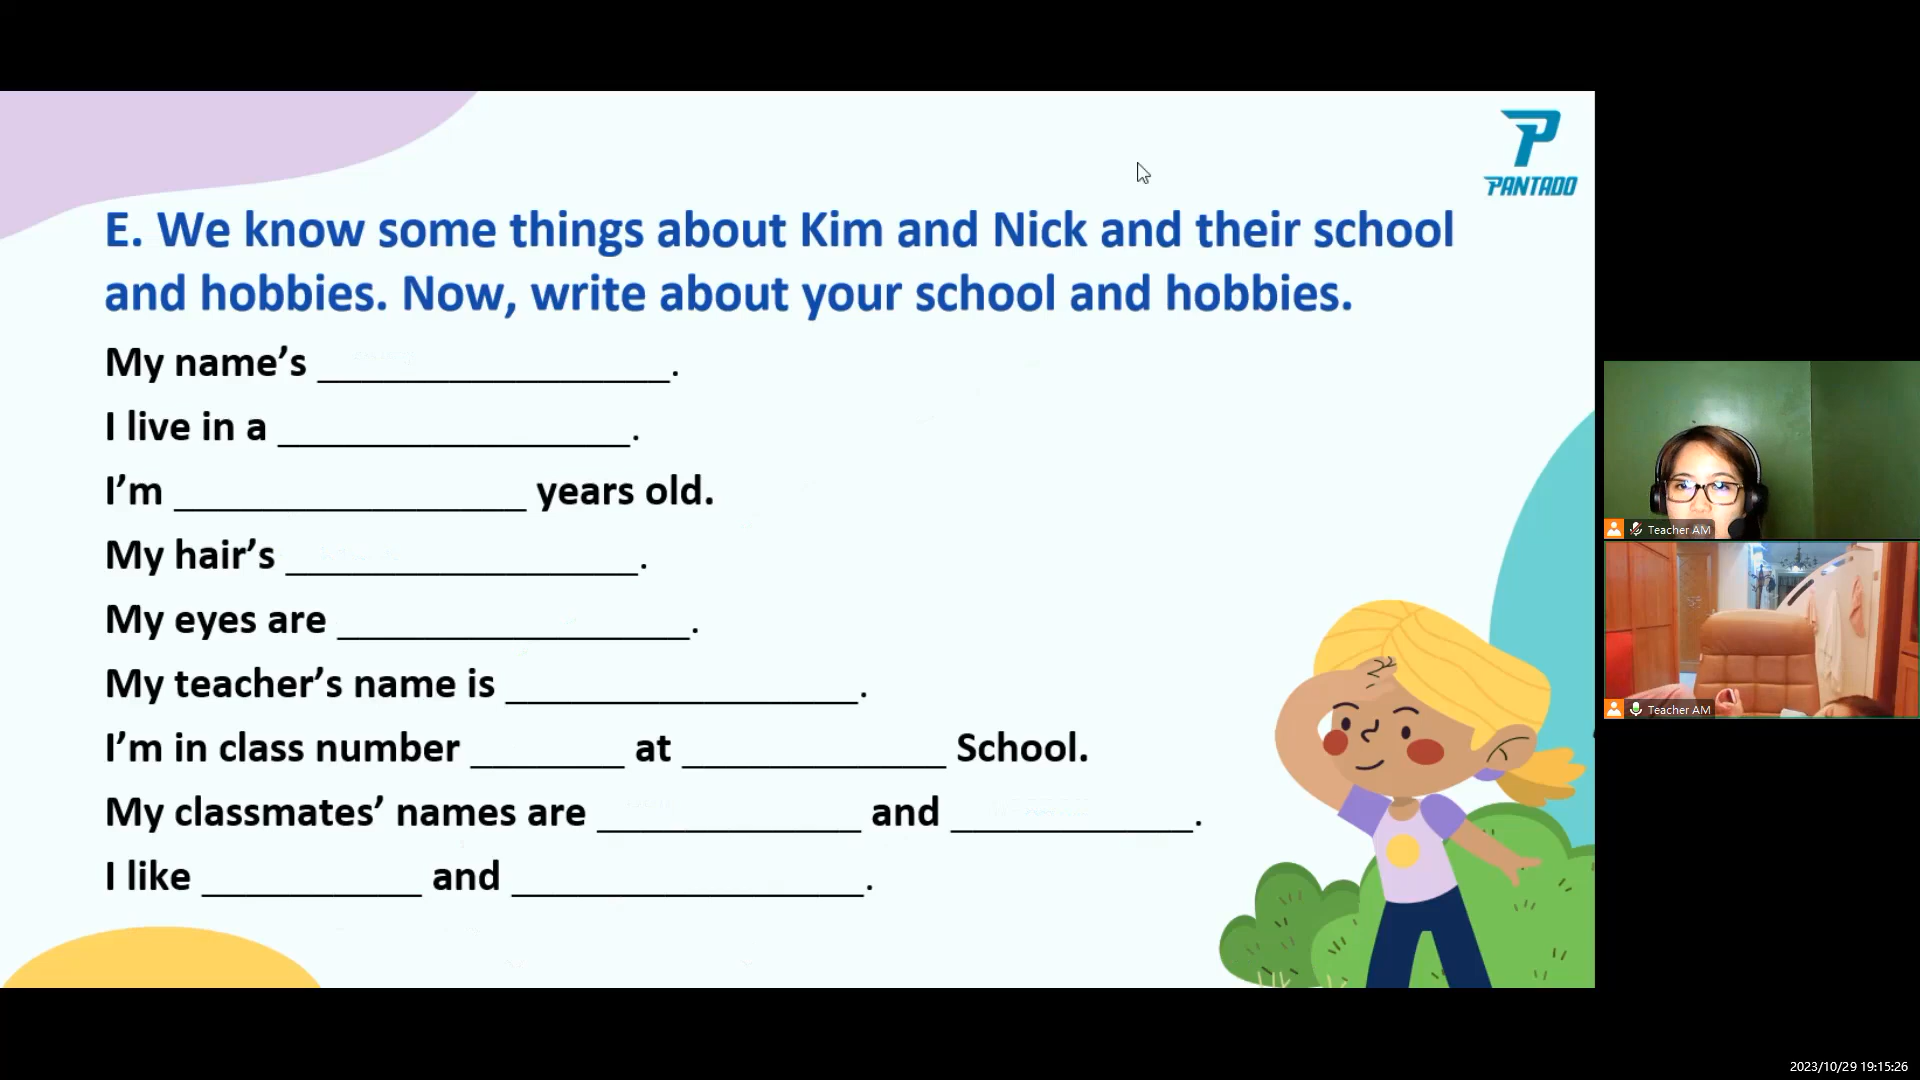 PANTADO
E. We know some things about Kim and Nick and their school
and hobbies. Now, write about your school and hobbies.
My name’s ________________.
I live in a ________________.
I’m ________________ years old.
My hair’s ________________.
My eyes are ________________.
My teacher’s name is ________________.
I’m in class number _______ at ____________ School.
My classmates’ names are ____________ and ___________.
I like __________ and ________________.
Teacher AM
Teacher AM
2023/10/29 19:15:26